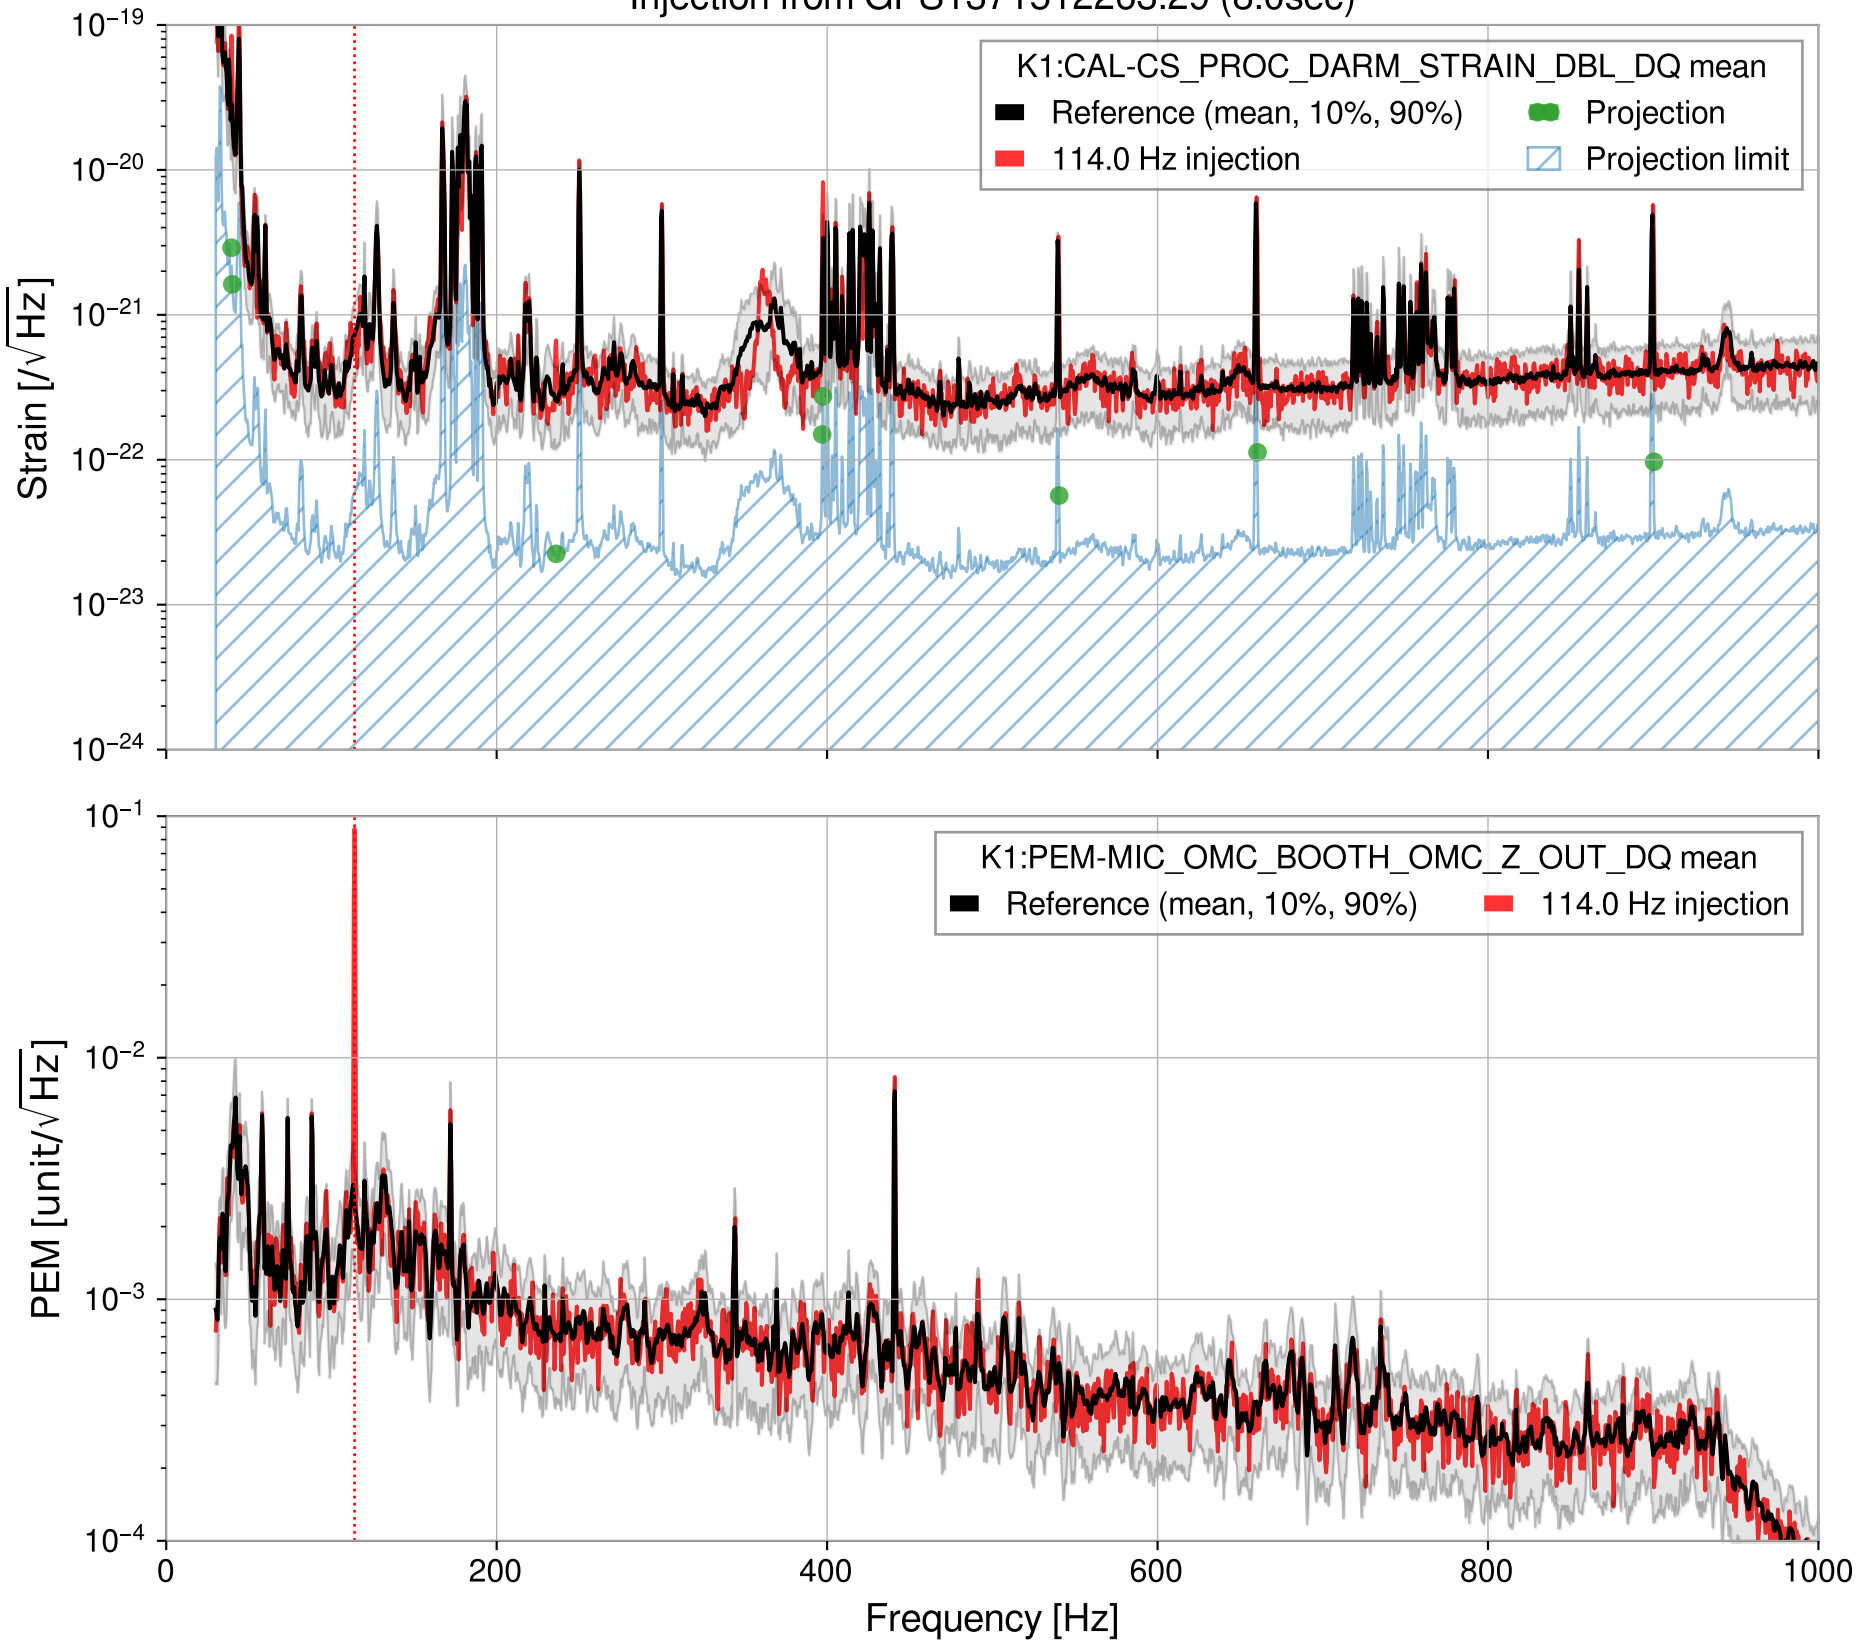 10⁻¹⁹
K1:CAL-CS_PROC_DARM_STRAIN_DBL_DQ mean
Reference (mean, 10%, 90%)
Projection
114.0 Hz injection
Projection limit
10⁻²⁰
10⁻²¹
10⁻²²
10⁻²³
10⁻²⁴
Strain [/√Hz]
10⁻¹
K1:PEM-MIC_OMC_BOOTH_OMC_Z_OUT_DQ mean
Reference (mean, 10%, 90%)
114.0 Hz injection
10⁻²
10⁻³
10⁻⁴
PEM [unit/√Hz]
0 200 400 600 800 1000
Frequency [Hz]